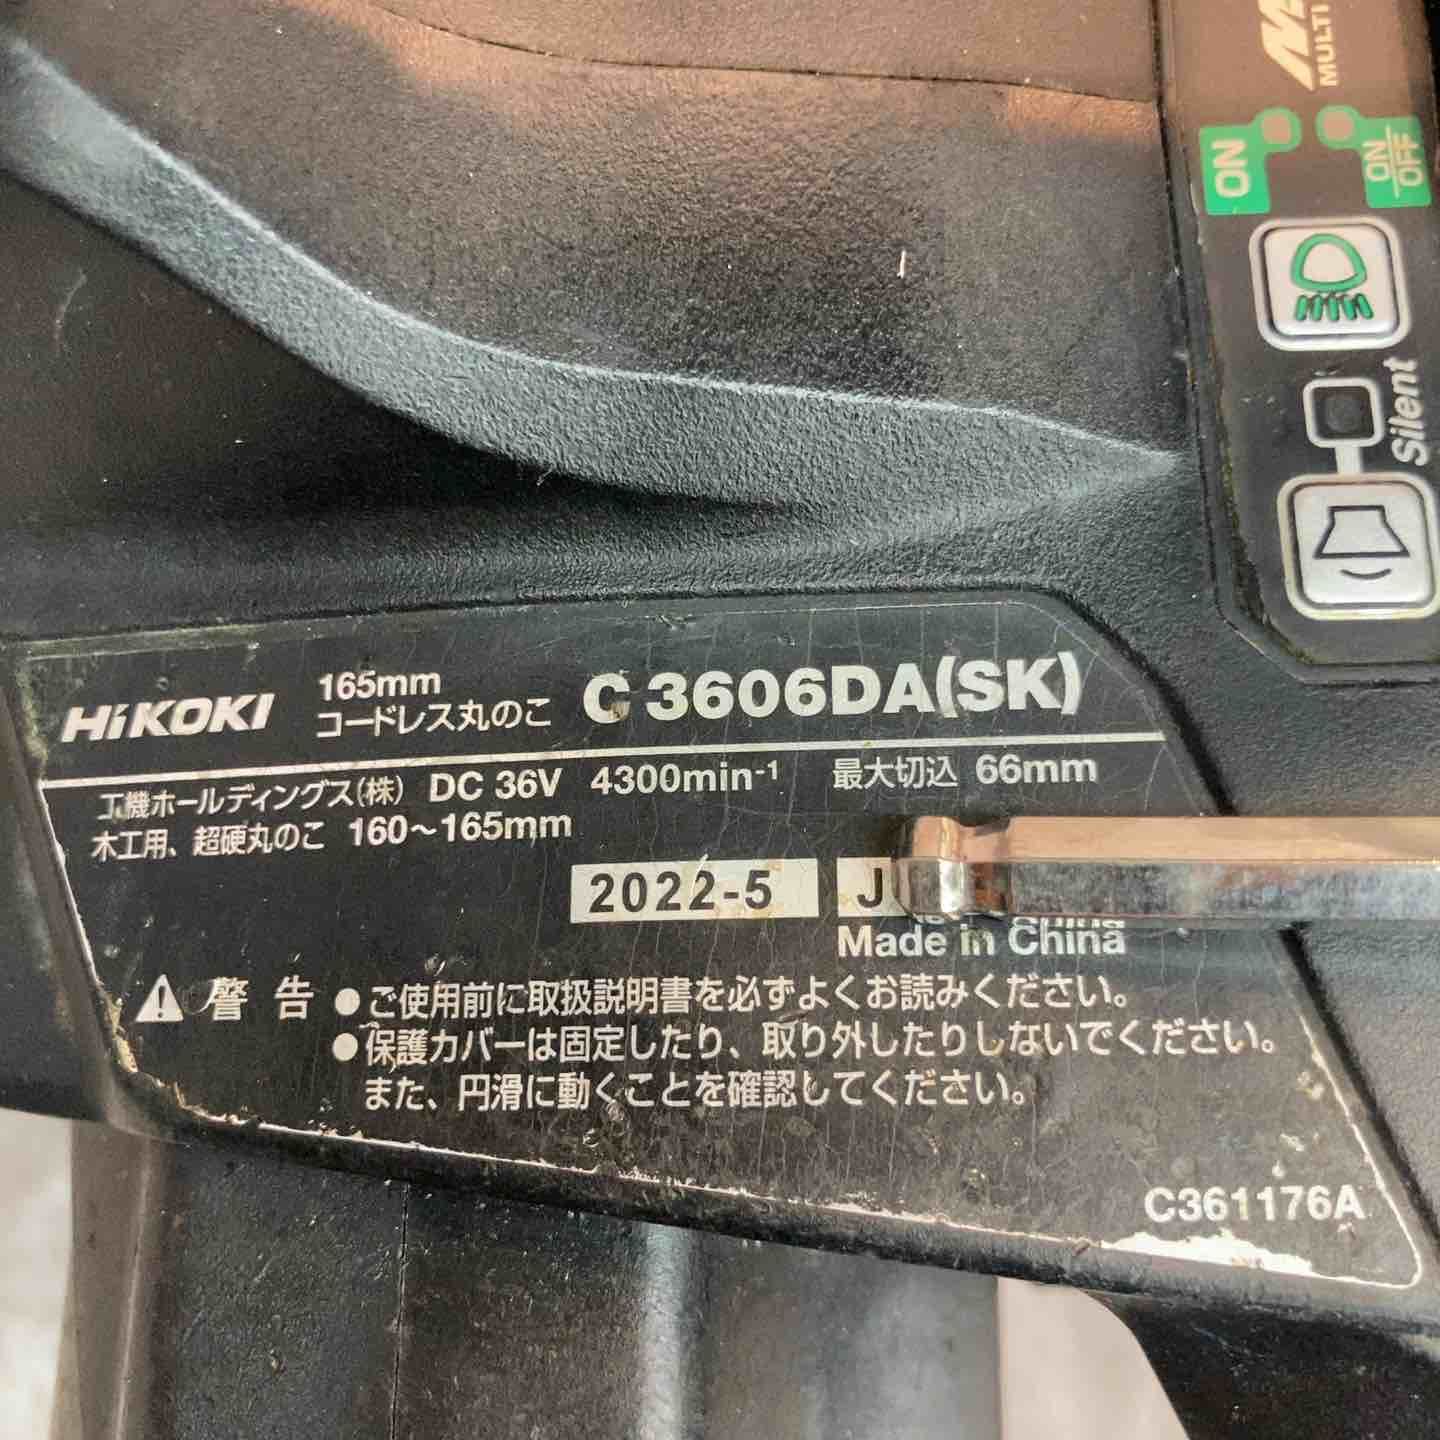 MULTI
ON
ON
OFF
Silent
HiKOKI 165mm
コードレス丸のこ C 3606DA(SK)
工機ホールディングス(株) DC 36V 4300min⁻¹ 最大切込 66mm
木工用、超硬丸のこ 160〜165mm
2022-5 J
Made in China
警告 ●ご使用前に取扱説明書を必ずよくお読みください。
●保護カバーは固定したり、取り外したりしないでください。
また、円滑に動くことを確認してください。
C361176A